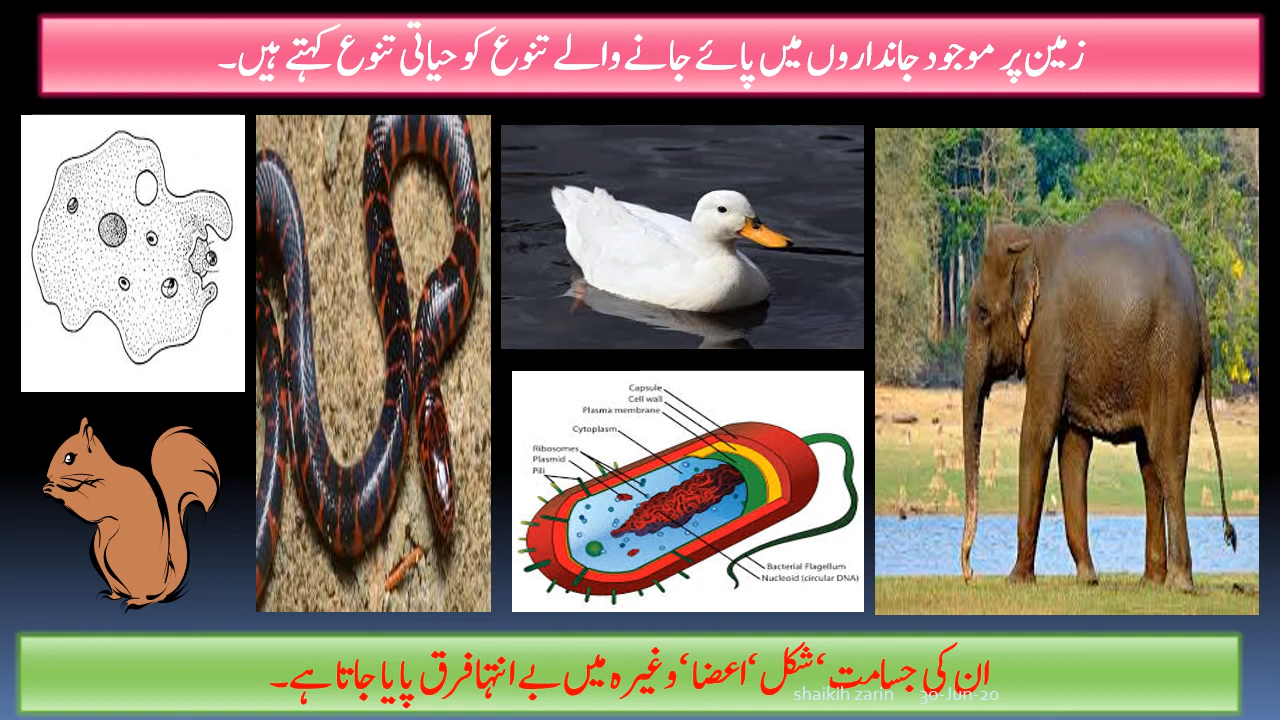 زمین پر موجود جانداروں میں پائے جانے والے تنوع کو حیاتی تنوع کہتے ہیں۔
Capsule
Cell wall
Plasma membrane
Cytoplasm
Ribosomes
Plasmid
Pili
Bacterial Flagellum
Nucleoid (circular DNA)
ان کی جسامت‘ شکل‘ اعضا‘ وغیرہ میں بے انتہا فرق پایا جاتا ہے۔
shaikih zarin 30-Jun-20